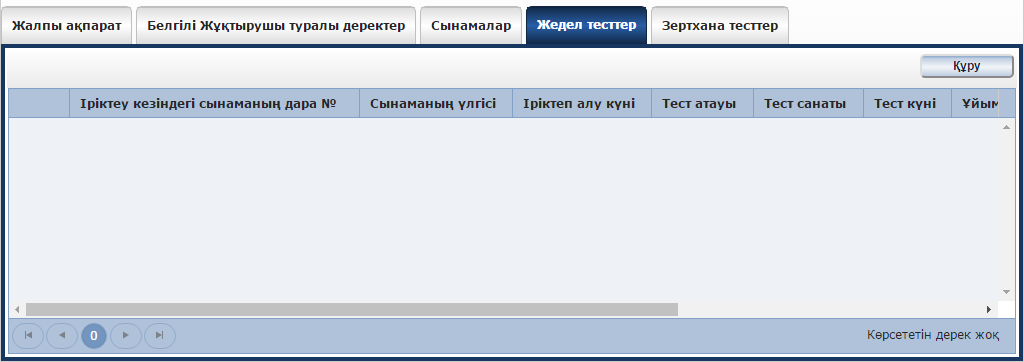 Жалпы ақпарат Белгілі Жұқтырушы туралы деректер Сынамалар Жедел тесттер Зертхана тесттер
Құру
Іріктеу кезіндегі сынаманың дара № Сынаманың үлгісі Іріктеп алу күні Тест атауы Тест санаты Тест күні Ұйым
0 Көрсететін дерек жоқ